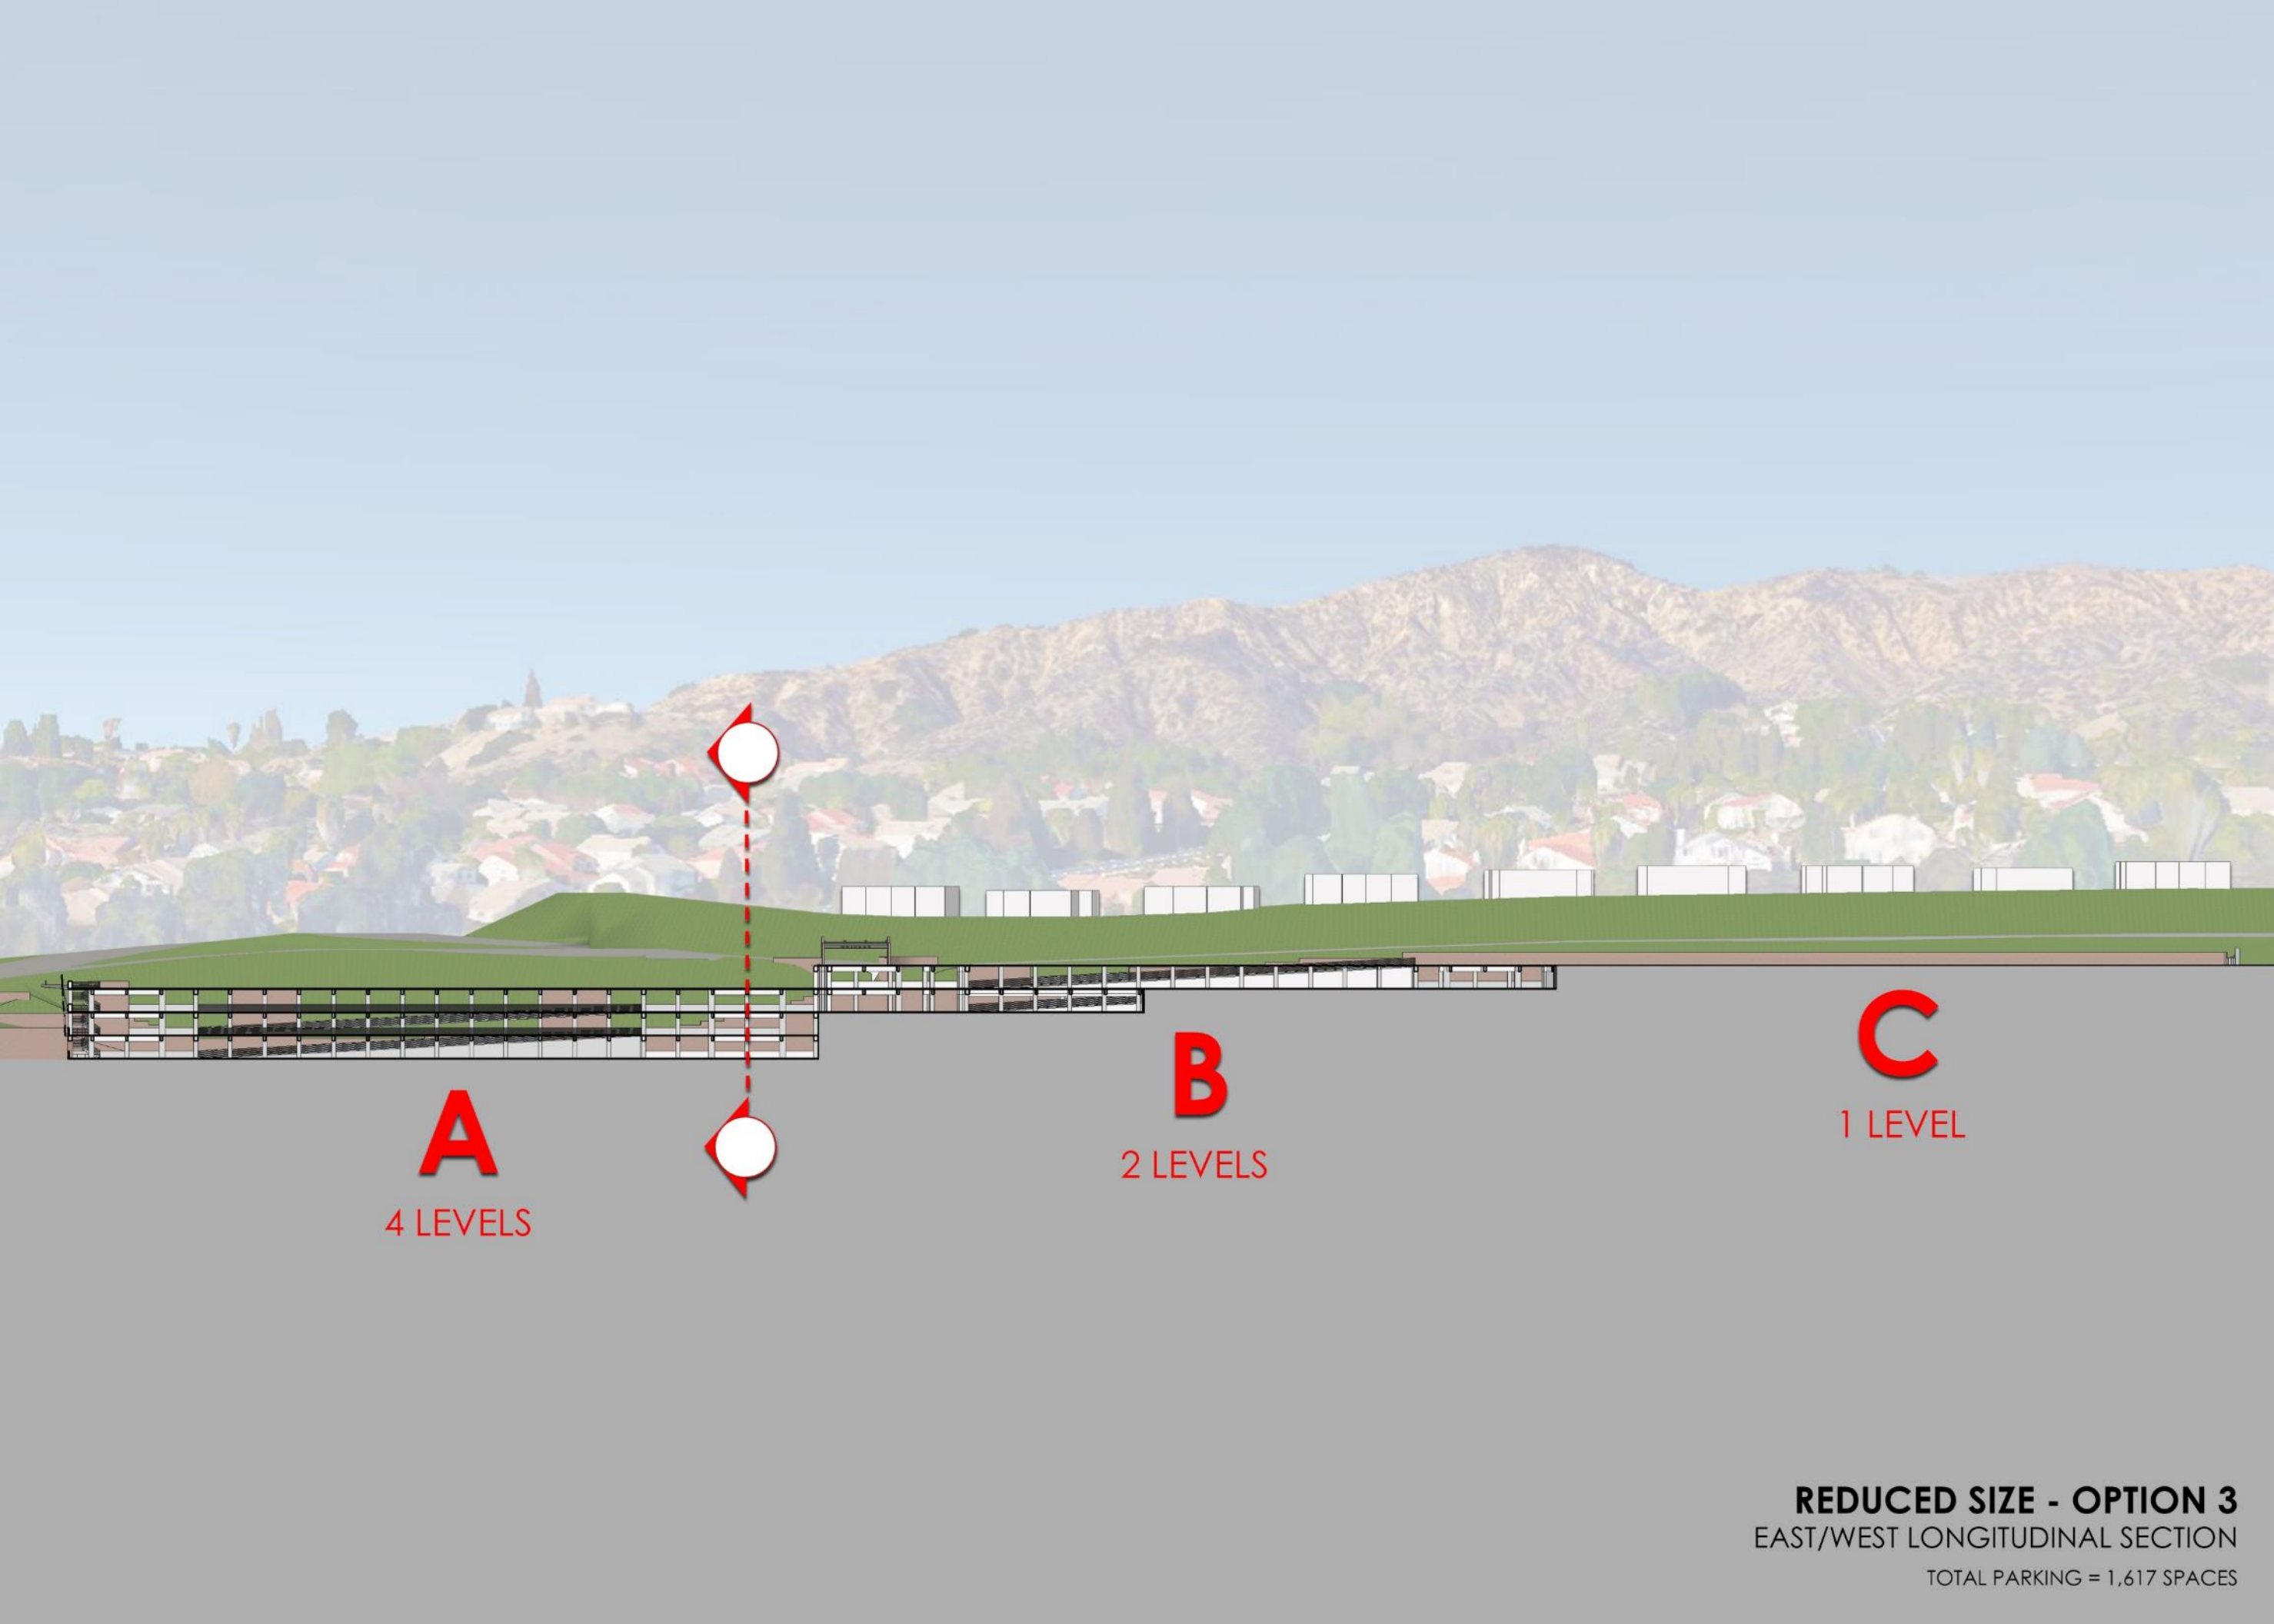 A
4 LEVELS
B
2 LEVELS
C
1 LEVEL
REDUCED SIZE - OPTION 3
EAST/WEST LONGITUDINAL SECTION
TOTAL PARKING = 1,617 SPACES